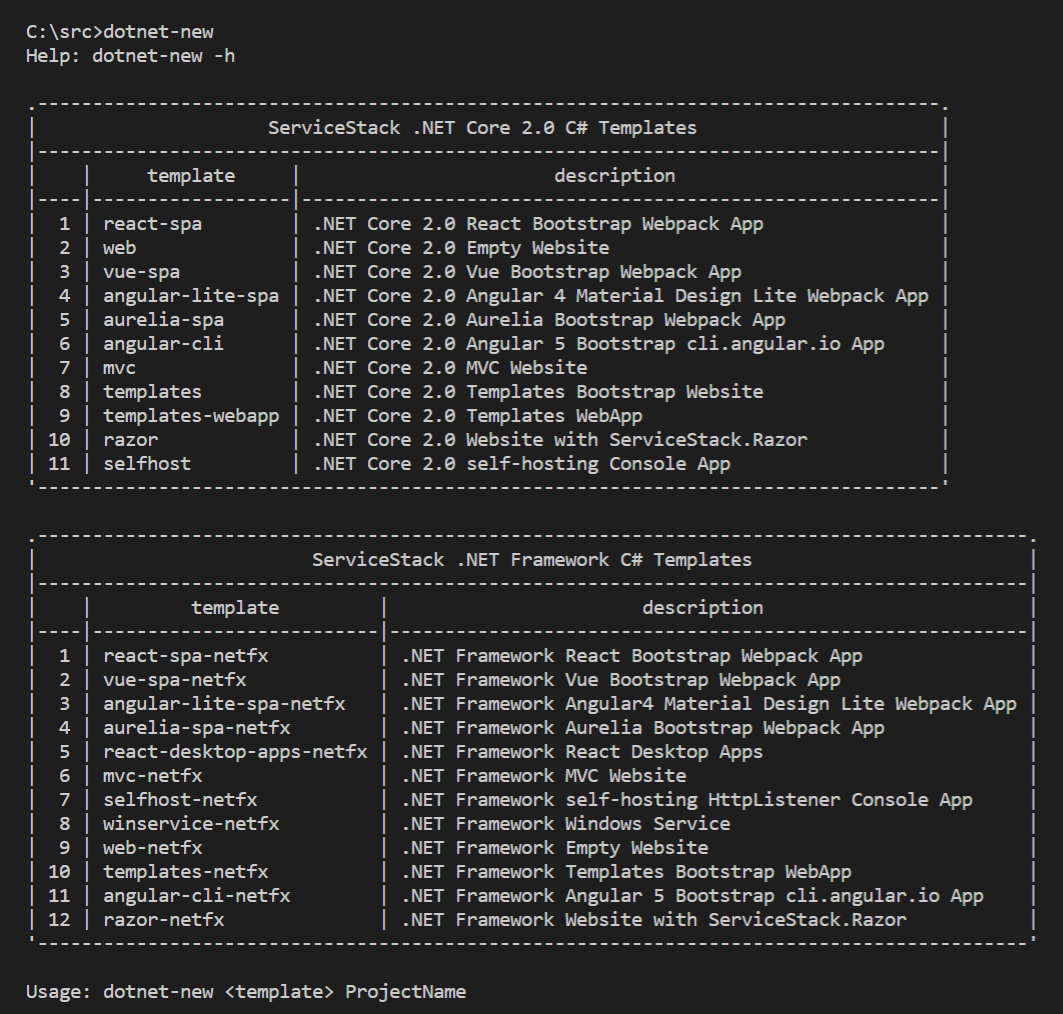 C:\src>dotnet-new
Help: dotnet-new -h
.----------------------------------------------------------------------------------.
|                     ServiceStack .NET Core 2.0 C# Templates                      |
|----------------------------------------------------------------------------------|
|    |     template     |                       description                        |
|----|------------------|----------------------------------------------------------|
|  1 | react-spa        | .NET Core 2.0 React Bootstrap Webpack App                |
|  2 | web              | .NET Core 2.0 Empty Website                              |
|  3 | vue-spa          | .NET Core 2.0 Vue Bootstrap Webpack App                  |
|  4 | angular-lite-spa | .NET Core 2.0 Angular 4 Material Design Lite Webpack App |
|  5 | aurelia-spa      | .NET Core 2.0 Aurelia Bootstrap Webpack App              |
|  6 | angular-cli      | .NET Core 2.0 Angular 5 Bootstrap cli.angular.io App     |
|  7 | mvc              | .NET Core 2.0 MVC Website                                |
|  8 | templates        | .NET Core 2.0 Templates Bootstrap Website                |
|  9 | templates-webapp | .NET Core 2.0 Templates WebApp                           |
| 10 | razor            | .NET Core 2.0 Website with ServiceStack.Razor            |
| 11 | selfhost         | .NET Core 2.0 self-hosting Console App                   |
'----------------------------------------------------------------------------------'
.------------------------------------------------------------------------------------------.
|                         ServiceStack .NET Framework C# Templates                         |
|------------------------------------------------------------------------------------------|
|    |         template         |                       description                        |
|----|--------------------------|----------------------------------------------------------|
|  1 | react-spa-netfx          | .NET Framework React Bootstrap Webpack App               |
|  2 | vue-spa-netfx            | .NET Framework Vue Bootstrap Webpack App                 |
|  3 | angular-lite-spa-netfx   | .NET Framework Angular4 Material Design Lite Webpack App |
|  4 | aurelia-spa-netfx        | .NET Framework Aurelia Bootstrap Webpack App             |
|  5 | react-desktop-apps-netfx | .NET Framework React Desktop Apps                        |
|  6 | mvc-netfx                | .NET Framework MVC Website                               |
|  7 | selfhost-netfx           | .NET Framework self-hosting HttpListener Console App     |
|  8 | winservice-netfx         | .NET Framework Windows Service                           |
|  9 | web-netfx                | .NET Framework Empty Website                             |
| 10 | templates-netfx          | .NET Framework Templates Bootstrap WebApp                |
| 11 | angular-cli-netfx        | .NET Framework Angular 5 Bootstrap cli.angular.io App    |
| 12 | razor-netfx              | .NET Framework Website with ServiceStack.Razor           |
'------------------------------------------------------------------------------------------'
Usage: dotnet-new <template> ProjectName